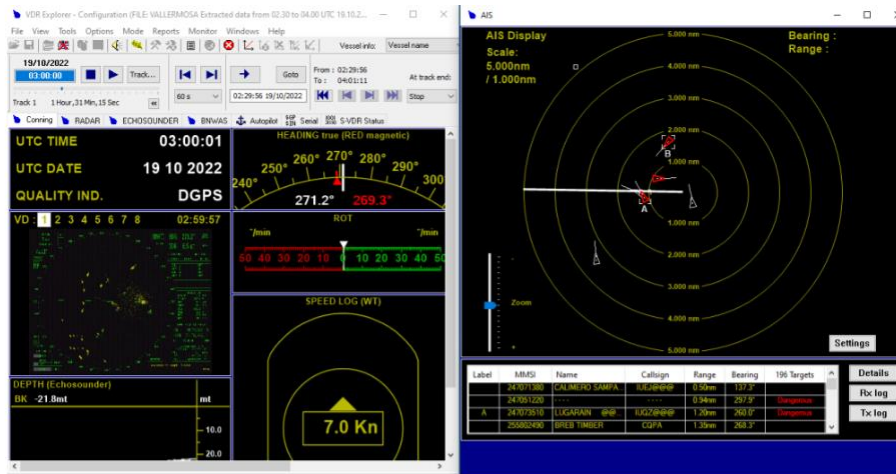 VDR Explorer - Configuration (FILE: VALLERMOSA Extracted data from 02.30 to 04.00 UTC 19.10.2...
File View Tools Options Mode Reports Monitor Windows Help
Vessel info: Vessel name
19/10/2022
03:00:00
Track...
Goto
From : 02:29:56
To : 04:01:11
At track end:
Track 1 1 Hour,31 Min,15 Sec
60 s
02:29:56 19/10/2022
Stop
Conning RADAR ECHOSOUNDER BNWAS Autopilot Serial S-VDR Status
UTC TIME 03:00:01
UTC DATE 19 10 2022
QUALITY IND. DGPS
HEADING true (RED magnetic)
240° 250° 260° 270° 280° 290° 300
271.2° 269.3°
VD : 1 2 3 4 5 6 7 8 02:59:57
ROT
°/min °/min
50 40 30 20 10 0 10 20 30 40 50
SPEED LOG (WT)
7.0 Kn
DEPTH (Echosounder)
BK -21.8mt mt
10.0
20.0
AIS
AIS Display
Scale:
5.000nm
/ 1.000nm
Bearing :
Range :
5.000 nm
4.000 nm
3.000 nm
2.000 nm
B
1.000 nm
A
1.000 nm
2.000 nm
3.000 nm
4.000 nm
5.000 nm
Zoom
Settings
Label MMSI Name Callsign Range Bearing 196 Targets
247071380 CALIMERO SAMPA... IUEJ@@@ 0.50nm 137.3°
247051220 - - - - - - 0.94nm 297.9° Dangerous
A 247073510 LUGARAIN @@... IUQZ@@@ 1.20nm 260.0° Dangerous
255802490 BREB TIMBER CQFA 1.35nm 268.3°
Details
Rx log
Tx log